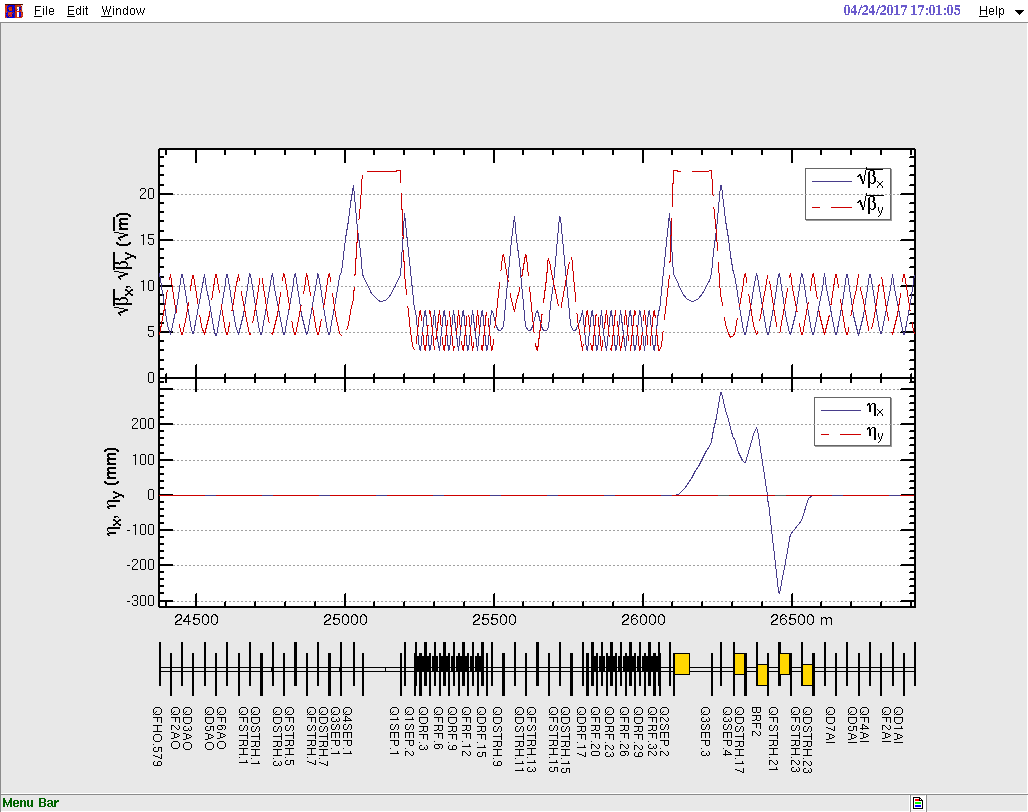 File Edit Window 04/24/2017 17:01:05 Help
√βx, √βy (√m)
20
15
10
5
0
√βx
√βy
ηx, ηy (mm)
200
100
0
-100
-200
-300
ηx
ηy
24500 25000 25500 26000 26500 m
QFHO.579
QF2AO
QD3AO
QD5AO
QF6AO
QFSTRH.1
QDSTRH.1
QDSTRH.5
QFSTRH.5
QFSTRH.7
QDSTRH.7
Q3SEP.1
Q4SEP.1
Q1SEP.1
Q1SEP.2
QDRF.3
QFRF.6
QDRF.9
QFRF.12
QDRF.15
QDSTRH.9
QDSTRH.11
QFSTRH.13
QFSTRH.15
QDSTRH.15
QDRF.17
QFRF.20
QDRF.23
QFRF.26
QDRF.29
QFRF.32
Q2SEP.2
Q3SEP.3
Q3SEP.4
QDSTRH.17
BRF2
QFSTRH.21
QFSTRH.23
QDSTRH.23
QD7AI
QD5AI
QF4AI
QF2AI
QD1AI
Menu Bar